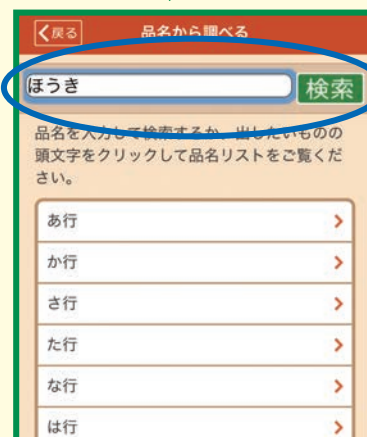 戻る 品名から調べる
ほうき 検索
品名を入力して検索するか、出したいものの
頭文字をクリックして品名リストをご覧くだ
さい。
あ行
か行
さ行
た行
な行
は行